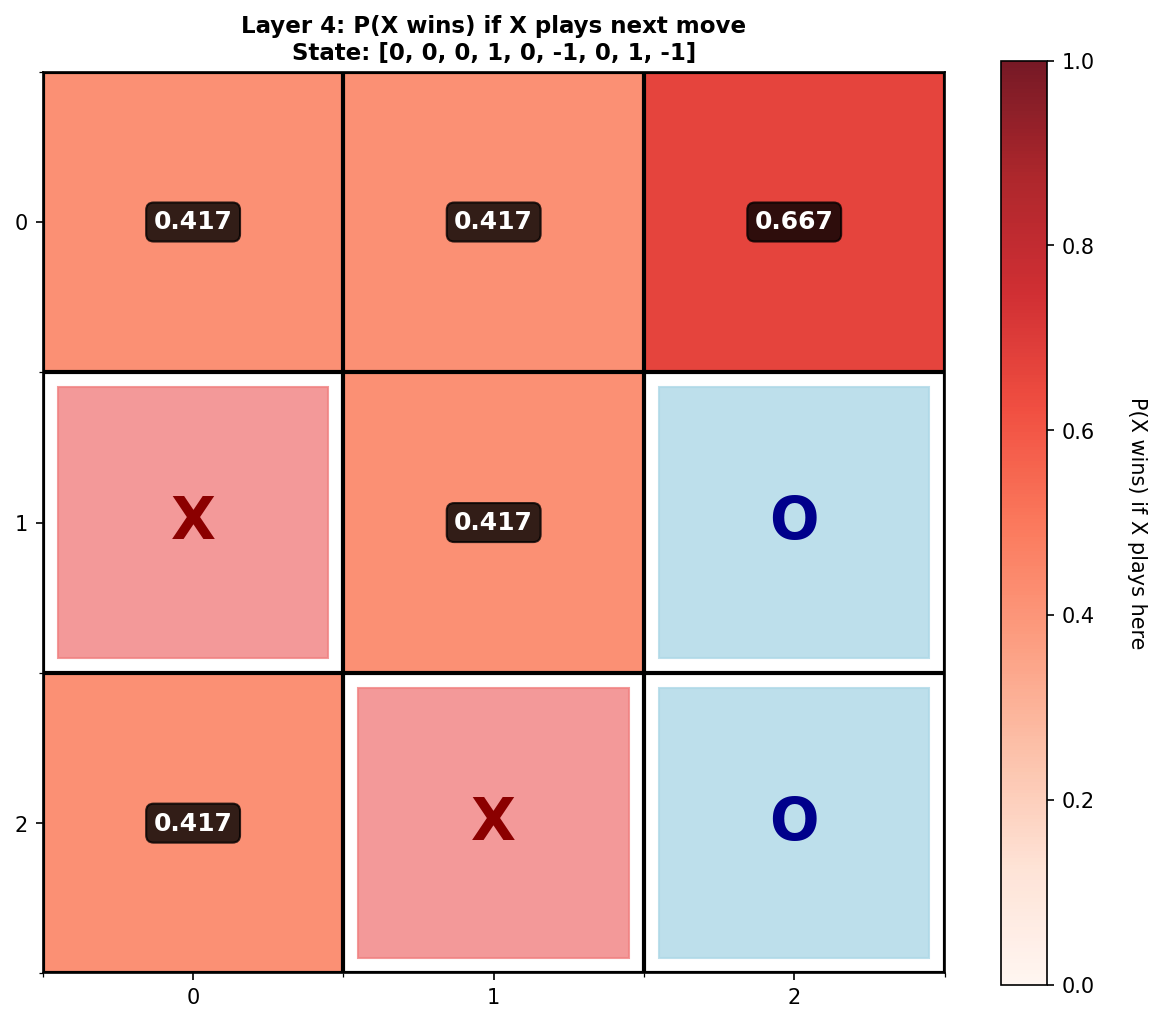 Layer 4: P(X wins) if X plays next move
State: [0, 0, 0, 1, 0, -1, 0, 1, -1]
0.417
0.417
0.667
X
0.417
O
0.417
X
O
0
1
2
0
1
2
1.0
0.8
0.6
0.4
0.2
0.0
P(X wins) if X plays here